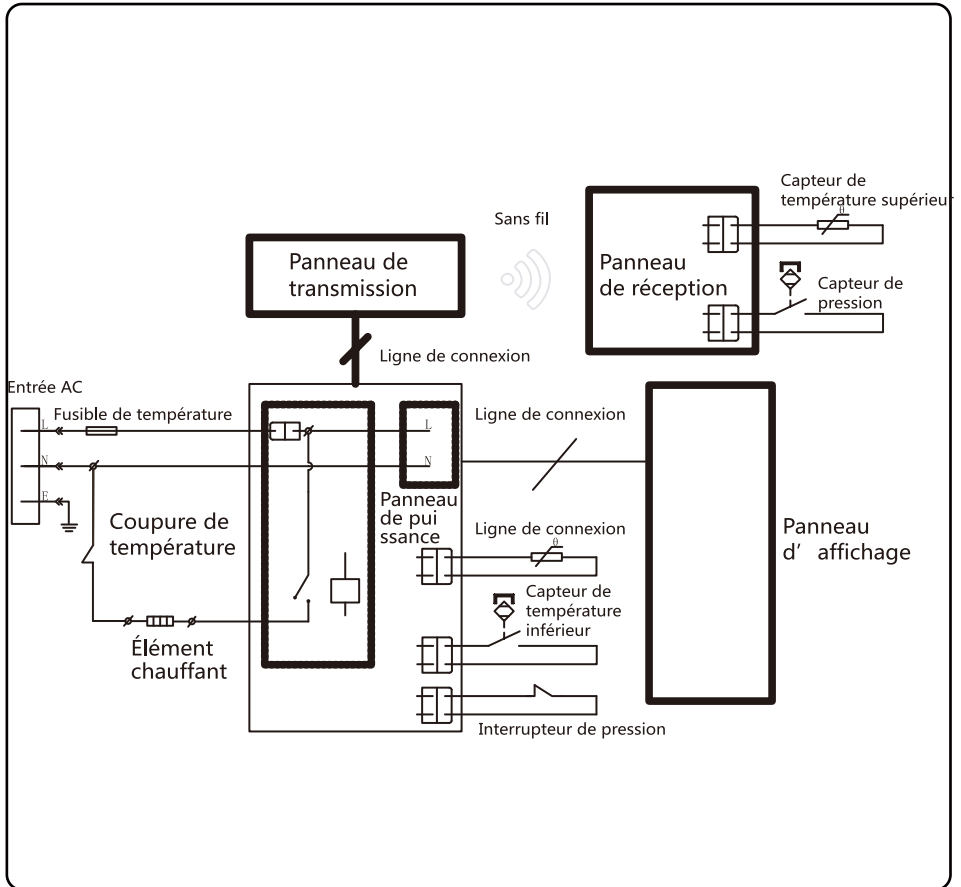 Capteur de
température supérieur
θ
Sans fil
Panneau de
transmission
Panneau
de réception
Capteur de
pression
Ligne de connexion
Entrée AC
Fusible de température
L
L
Ligne de connexion
N
N
E
Panneau
de pui
ssance
Coupure de
température
Ligne de connexion
θ
Panneau
d’ affichage
Capteur de
température
inférieur
Élément
chauffant
Interrupteur de pression